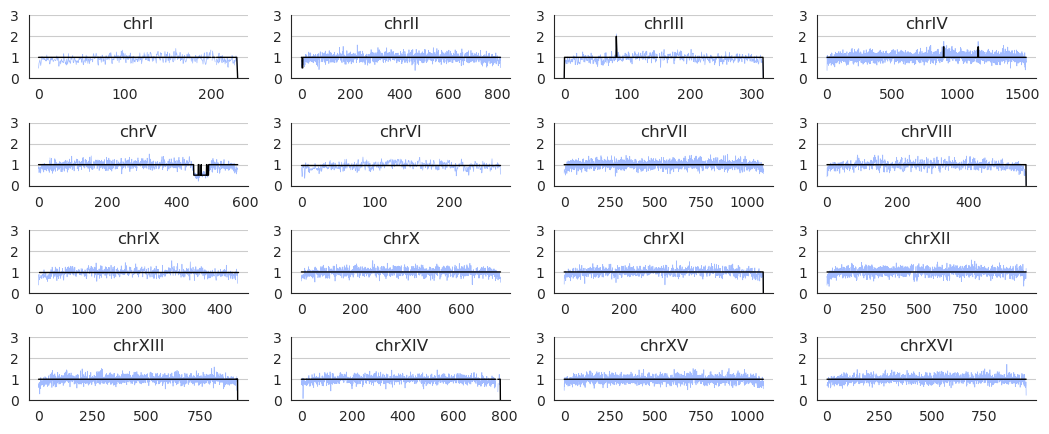 3 2 1 0 chrI 0 100 200
3 2 1 0 chrII 0 200 400 600 800
3 2 1 0 chrIII 0 100 200 300
3 2 1 0 chrIV 0 500 1000 1500
3 2 1 0 chrV 0 200 400 600
3 2 1 0 chrVI 0 100 200
3 2 1 0 chrVII 0 250 500 750 1000
3 2 1 0 chrVIII 0 200 400
3 2 1 0 chrIX 0 100 200 300 400
3 2 1 0 chrX 0 200 400 600
3 2 1 0 chrXI 0 200 400 600
3 2 1 0 chrXII 0 250 500 750 1000
3 2 1 0 chrXIII 0 250 500 750
3 2 1 0 chrXIV 0 200 400 600 800
3 2 1 0 chrXV 0 250 500 750 1000
3 2 1 0 chrXVI 0 250 500 750